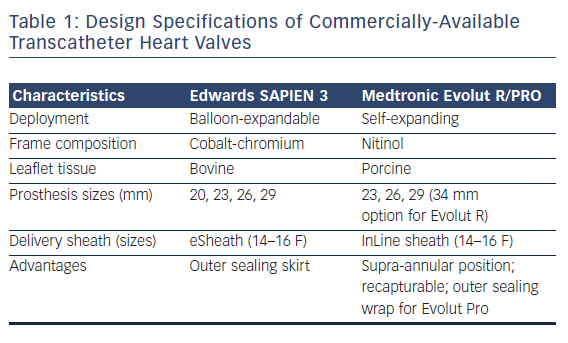 Table 1: Design Specifications of Commercially-Available
Transcatheter Heart Valves
Characteristics Edwards SAPIEN 3 Medtronic Evolut R/PRO
Deployment Balloon-expandable Self-expanding
Frame composition Cobalt-chromium Nitinol
Leaflet tissue Bovine Porcine
Prosthesis sizes (mm) 20, 23, 26, 29 23, 26, 29 (34 mm
option for Evolut R)
Delivery sheath (sizes) eSheath (14–16 F) InLine sheath (14–16 F)
Advantages Outer sealing skirt Supra-annular position;
recapturable; outer sealing
wrap for Evolut Pro